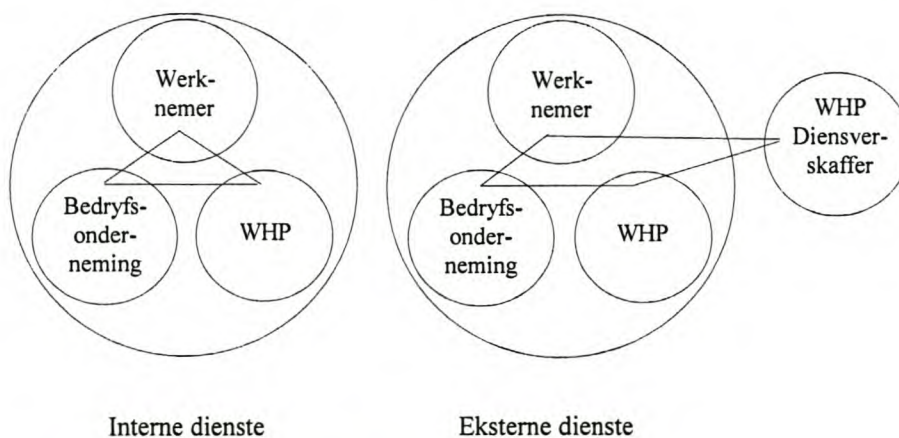 Werk-
nemer
Bedryfs-
onder-
neming
WHP
Interne dienste
Werk-
nemer
Bedryfs-
onder-
neming
WHP
WHP
Diensver-
skaffer
Eksterne dienste